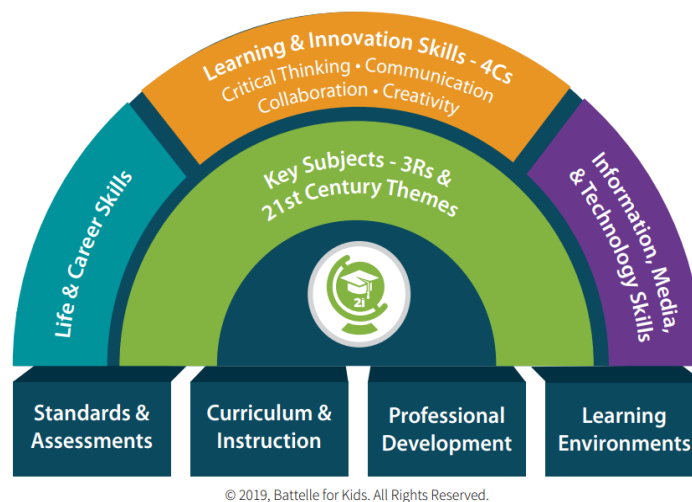 Learning & Innovation Skills - 4Cs
Critical Thinking • Communication
Collaboration • Creativity
Life & Career Skills
Key Subjects - 3Rs &
21st Century Themes
Information, Media,
& Technology Skills
21
Standards &
Assessments
Curriculum &
Instruction
Professional
Development
Learning
Environments
© 2019, Battelle for Kids. All Rights Reserved.